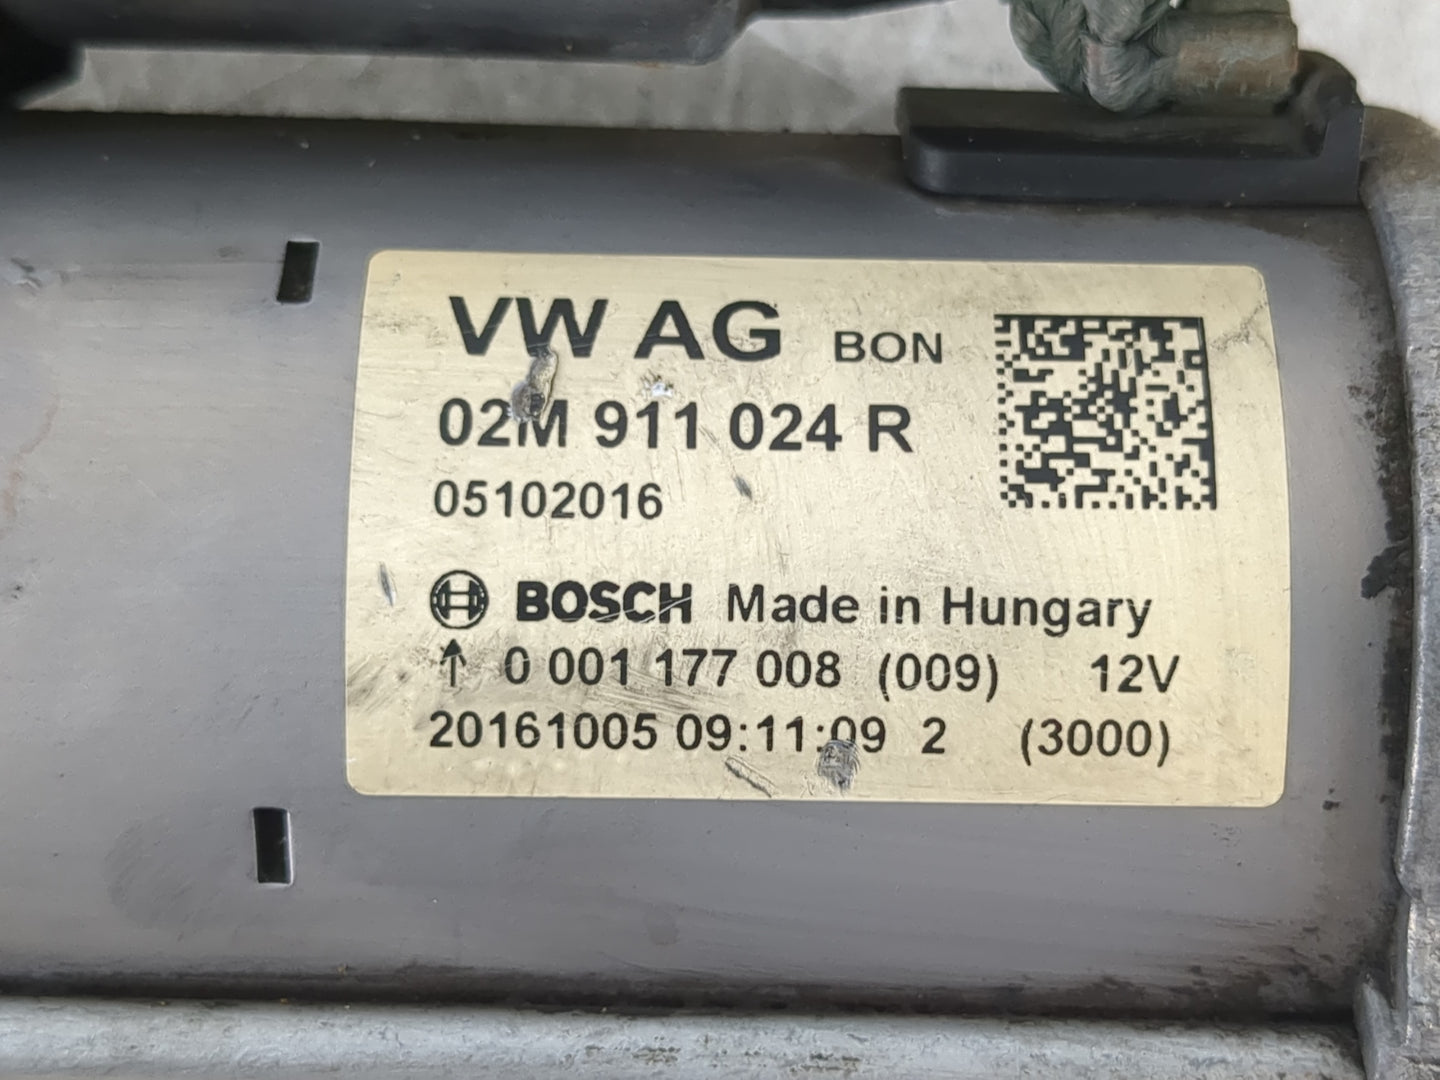 VW AG BON
02M 911 024 R
05102016
BOSCH Made in Hungary
↑ 0 001 177 008 (009) 12V
20161005 09:11:09 2 (3000)